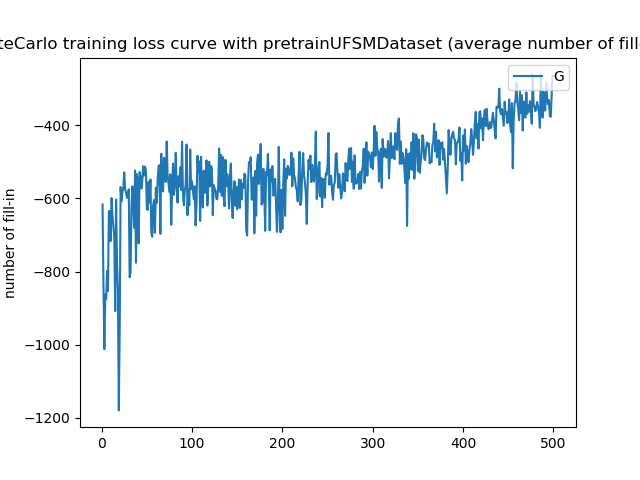 teCarlo training loss curve with pretrainUFSMDataset (average number of fill-
G
number of fill-in
−400
−600
−800
−1000
−1200
0 100 200 300 400 500